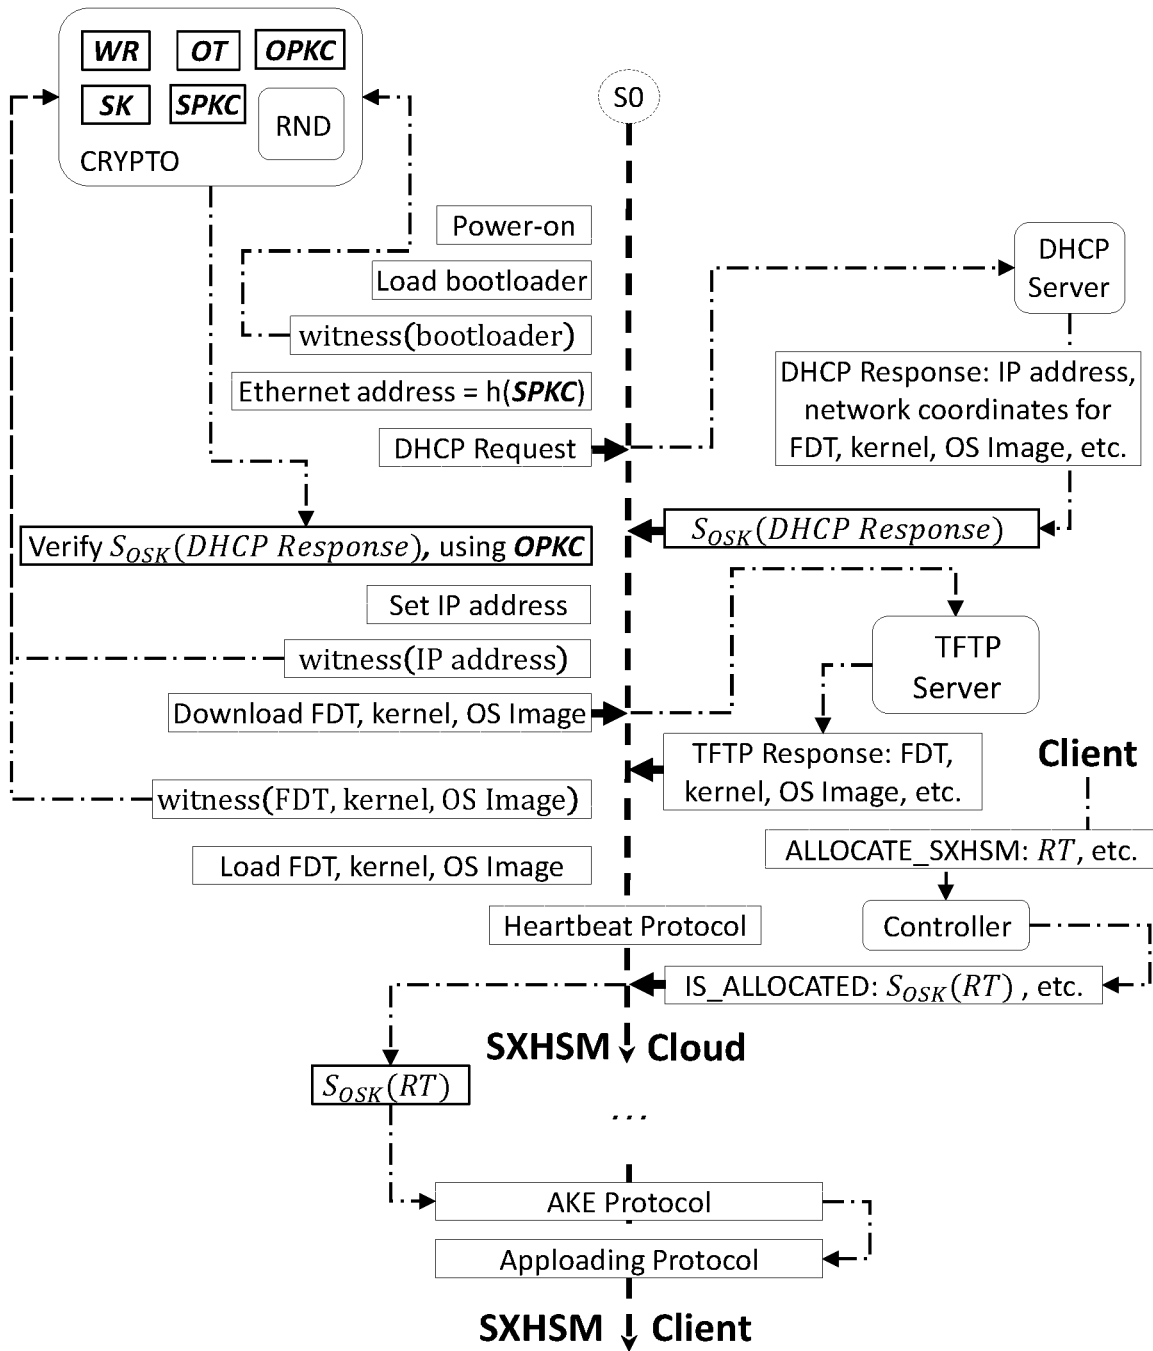 WR OT OPKC
SK SPKC RND
CRYPTO
S0
Power-on
Load bootloader
witness(bootloader)
Ethernet address = h(SPKC)
DHCP Request
DHCP
Server
DHCP Response: IP address,
network coordinates for
FDT, kernel, OS Image, etc.
S_OSK(DHCP Response)
Verify S_OSK(DHCP Response), using OPKC
Set IP address
witness(IP address)
Download FDT, kernel, OS Image
TFTP
Server
TFTP Response: FDT,
kernel, OS Image, etc.
witness(FDT, kernel, OS Image)
Load FDT, kernel, OS Image
Client
ALLOCATE_SXHSM: RT, etc.
Controller
Heartbeat Protocol
IS_ALLOCATED: S_OSK(RT) , etc.
SXHSM Cloud
S_OSK(RT)
...
AKE Protocol
Apploading Protocol
SXHSM Client